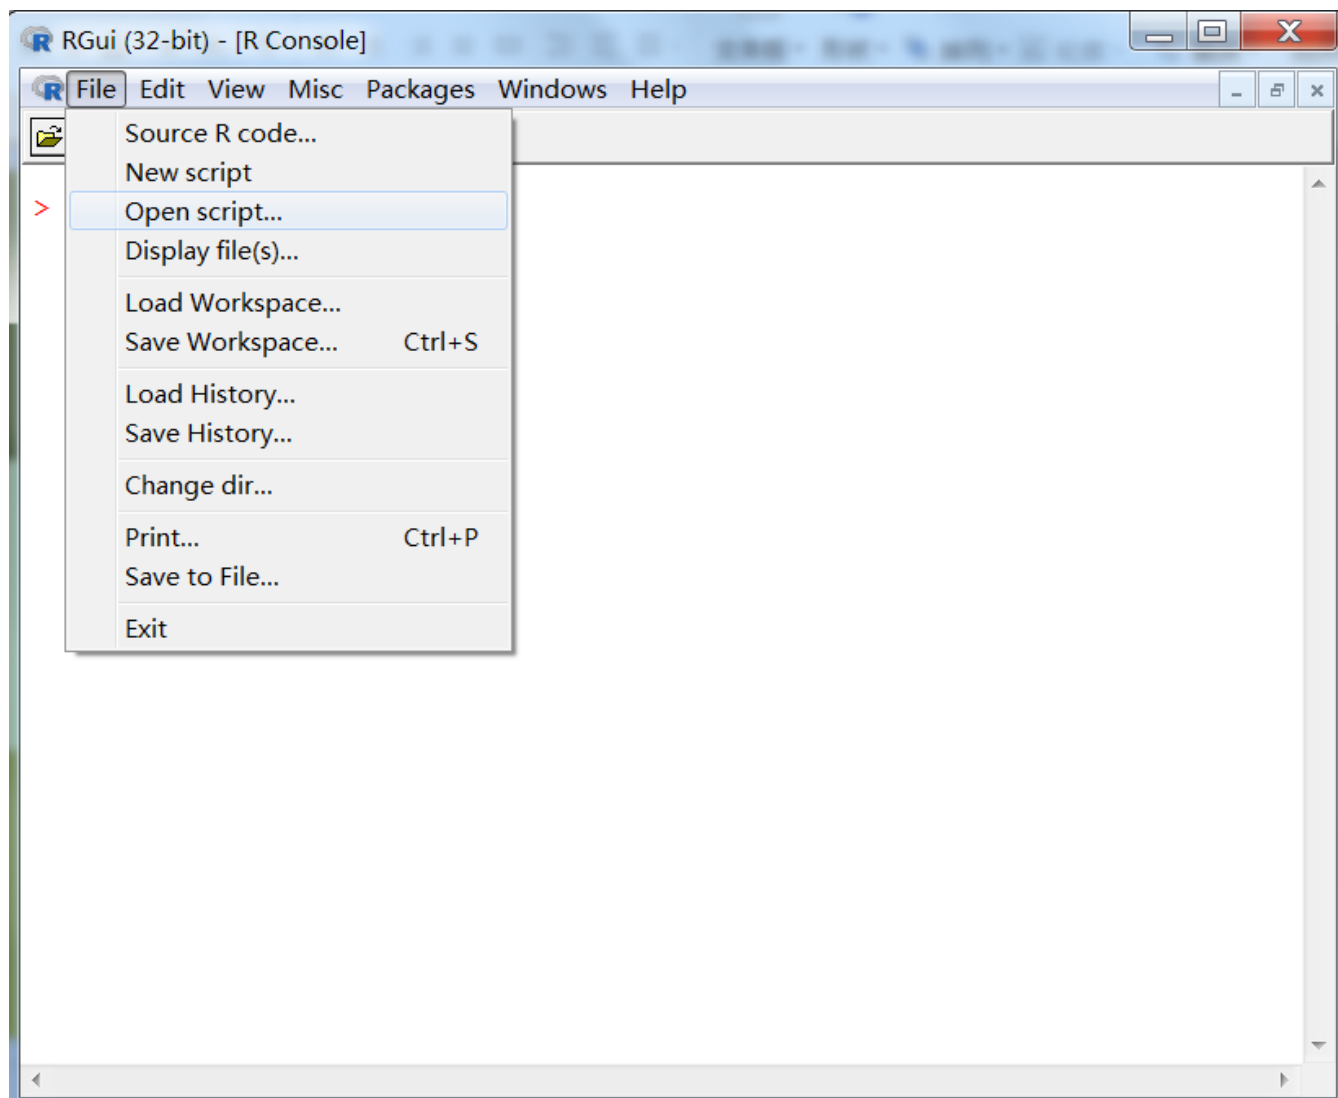 RGui (32-bit) - [R Console]
File Edit View Misc Packages Windows Help
Source R code...
New script
>
Open script...
Display file(s)...
Load Workspace...
Save Workspace... Ctrl+S
Load History...
Save History...
Change dir...
Print... Ctrl+P
Save to File...
Exit